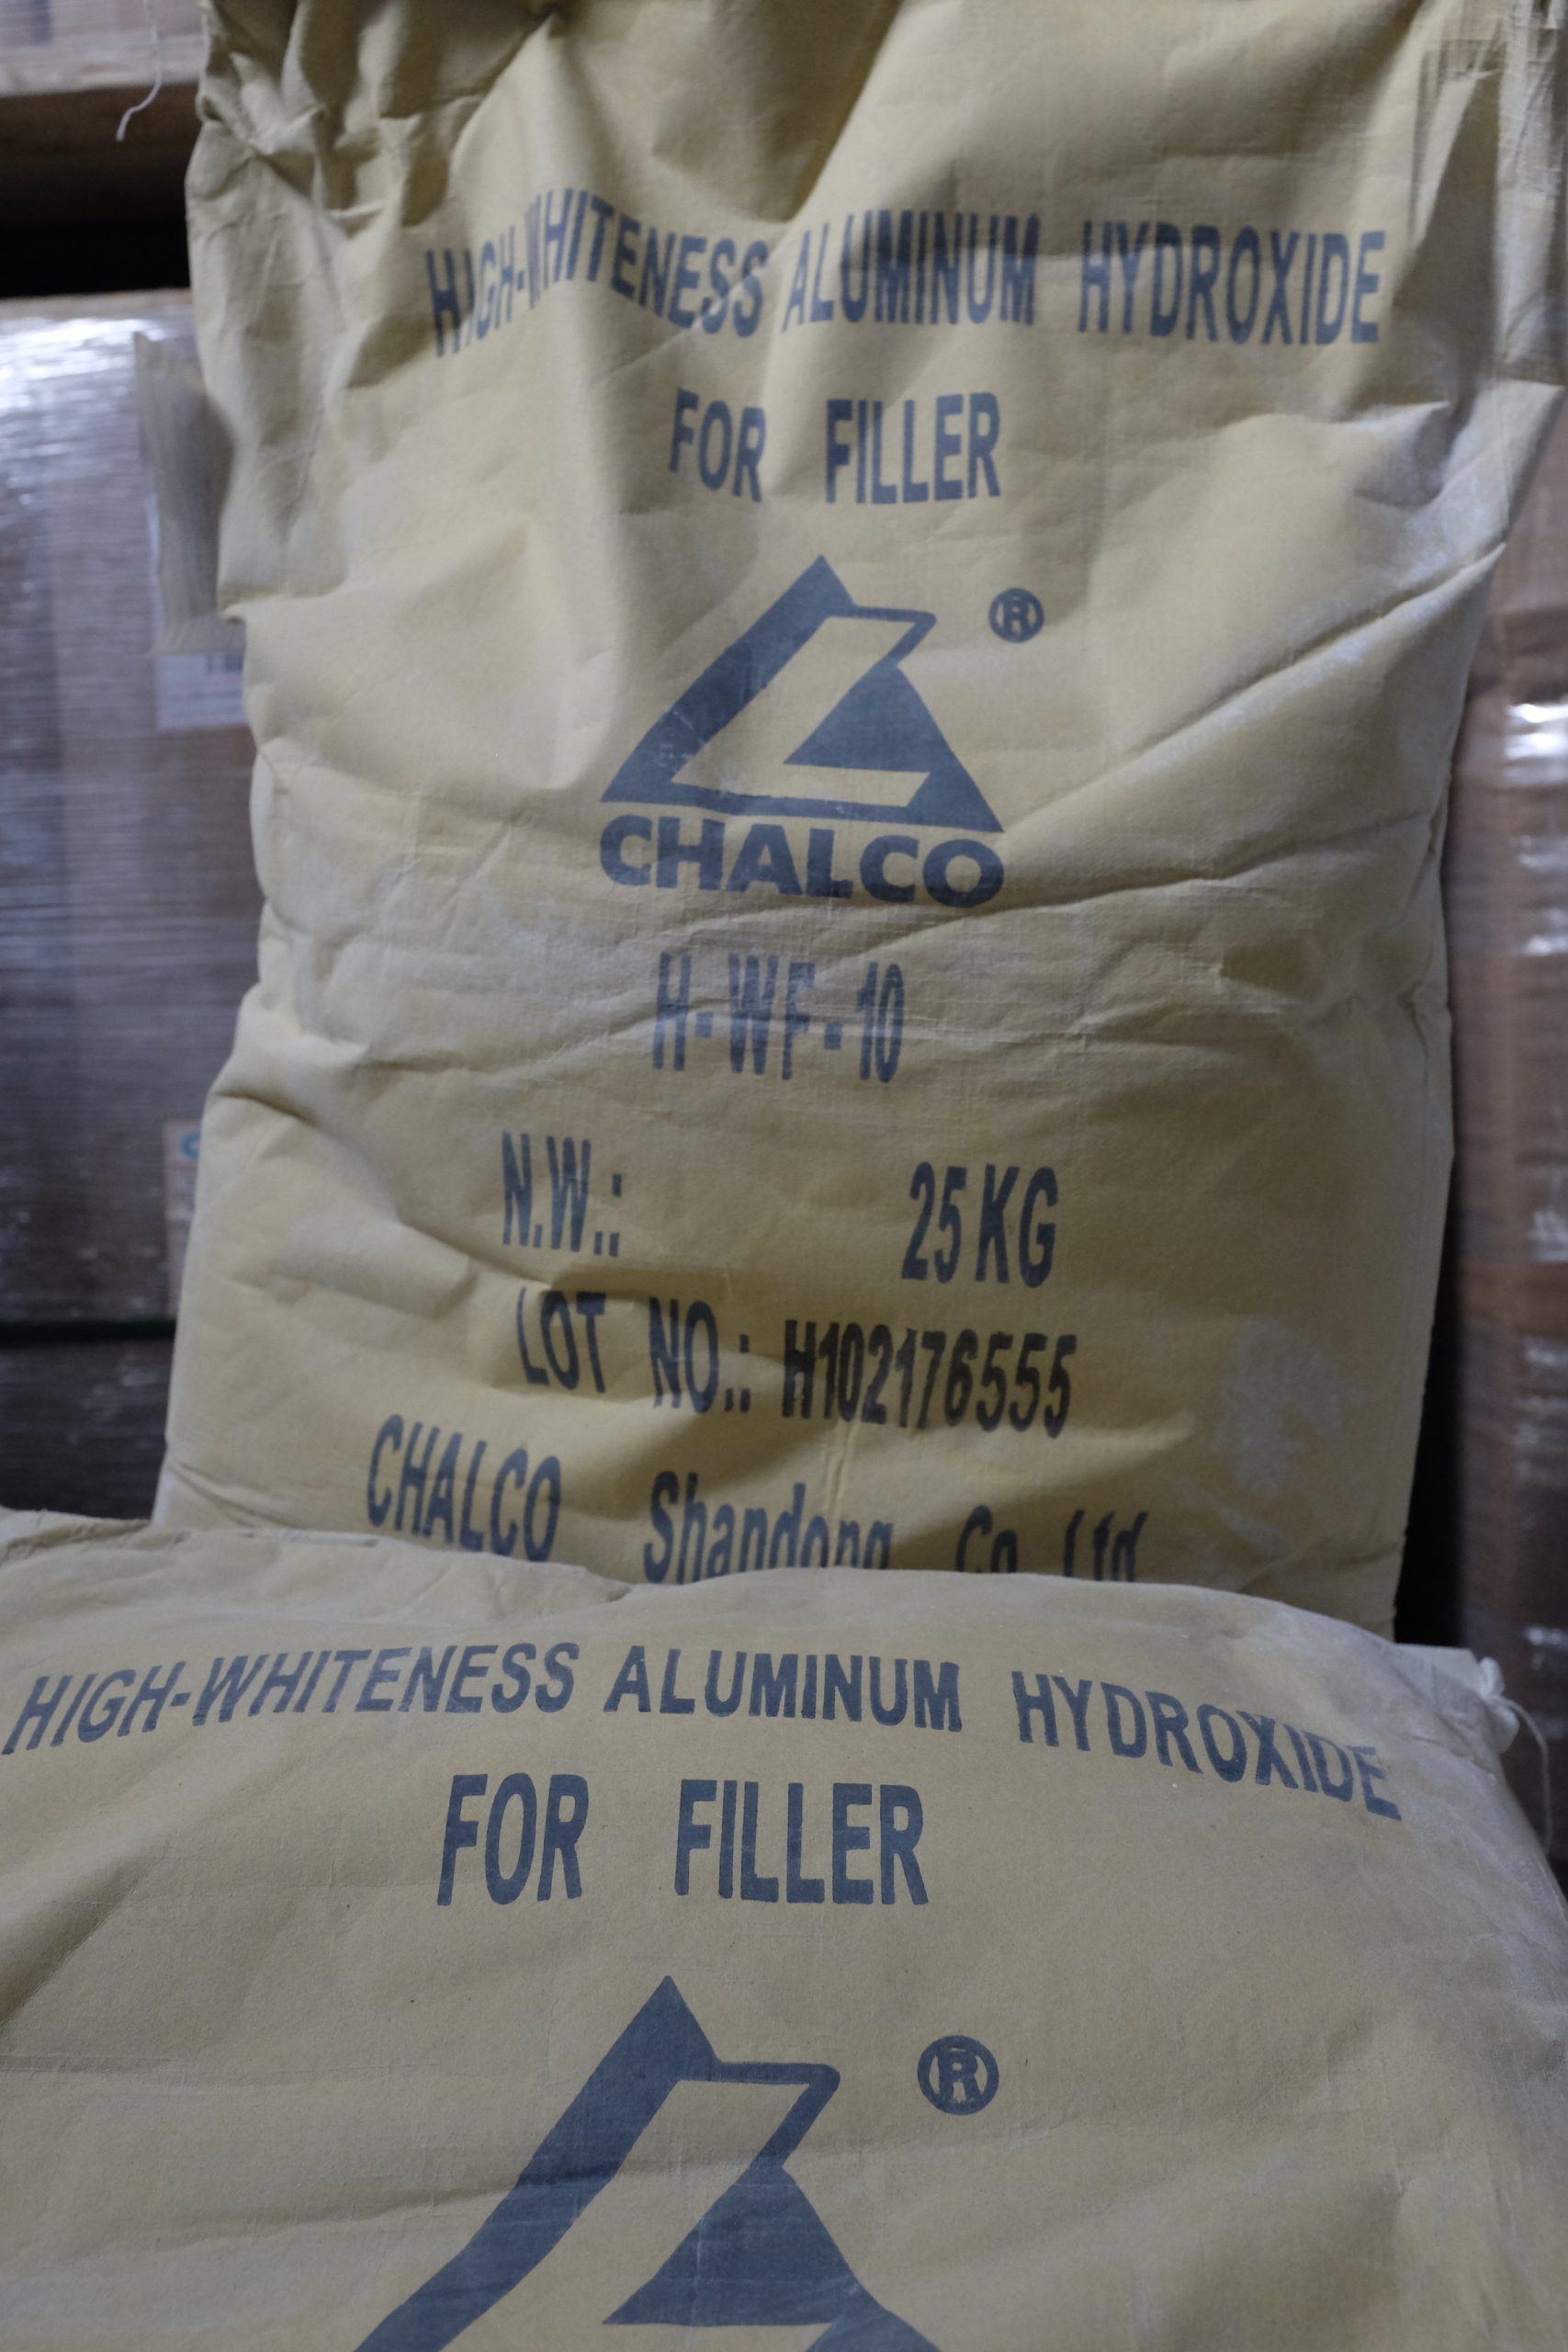 HIGH-WHITENESS ALUMINUM HYDROXIDE
FOR FILLER
®
CHALCO
H-WF-10
N.W.: 25KG
LOT NO.: H102176555
CHALCO Shandong Co. Ltd
HIGH-WHITENESS ALUMINUM HYDROXIDE
FOR FILLER
®